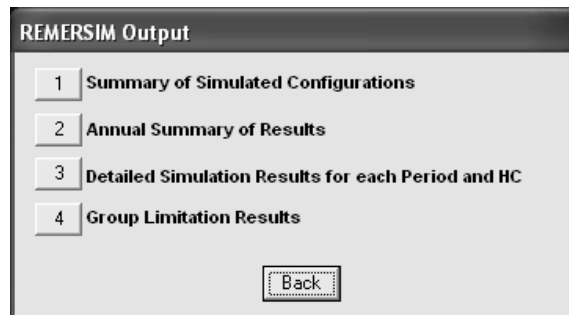 REMERSIM Output
1 Summary of Simulated Configurations
2 Annual Summary of Results
3 Detailed Simulation Results for each Period and HC
4 Group Limitation Results
Back